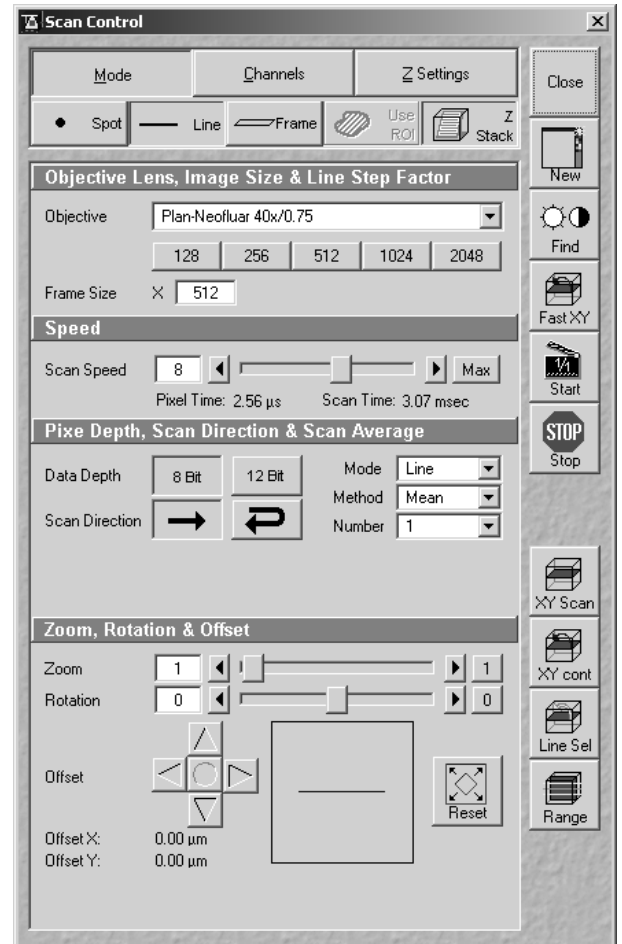 Scan Control
Mode Channels Z Settings
Spot Line Frame Use ROI Z Stack
Close
New
Find
Fast XY
Start
STOP
Stop
XY Scan
XY cont
Line Sel
Range
Objective Lens, Image Size & Line Step Factor
Objective Plan-Neofluar 40x/0.75
128 256 512 1024 2048
Frame Size X 512
Speed
Scan Speed 8 Max
Pixel Time: 2.56 µs Scan Time: 3.07 msec
Pixe Depth, Scan Direction & Scan Average
Data Depth 8 Bit 12 Bit Mode Line
Method Mean
Scan Direction Number 1
Zoom, Rotation & Offset
Zoom 1 1
Rotation 0 0
Offset
Reset
Offset X: 0.00 µm
Offset Y: 0.00 µm